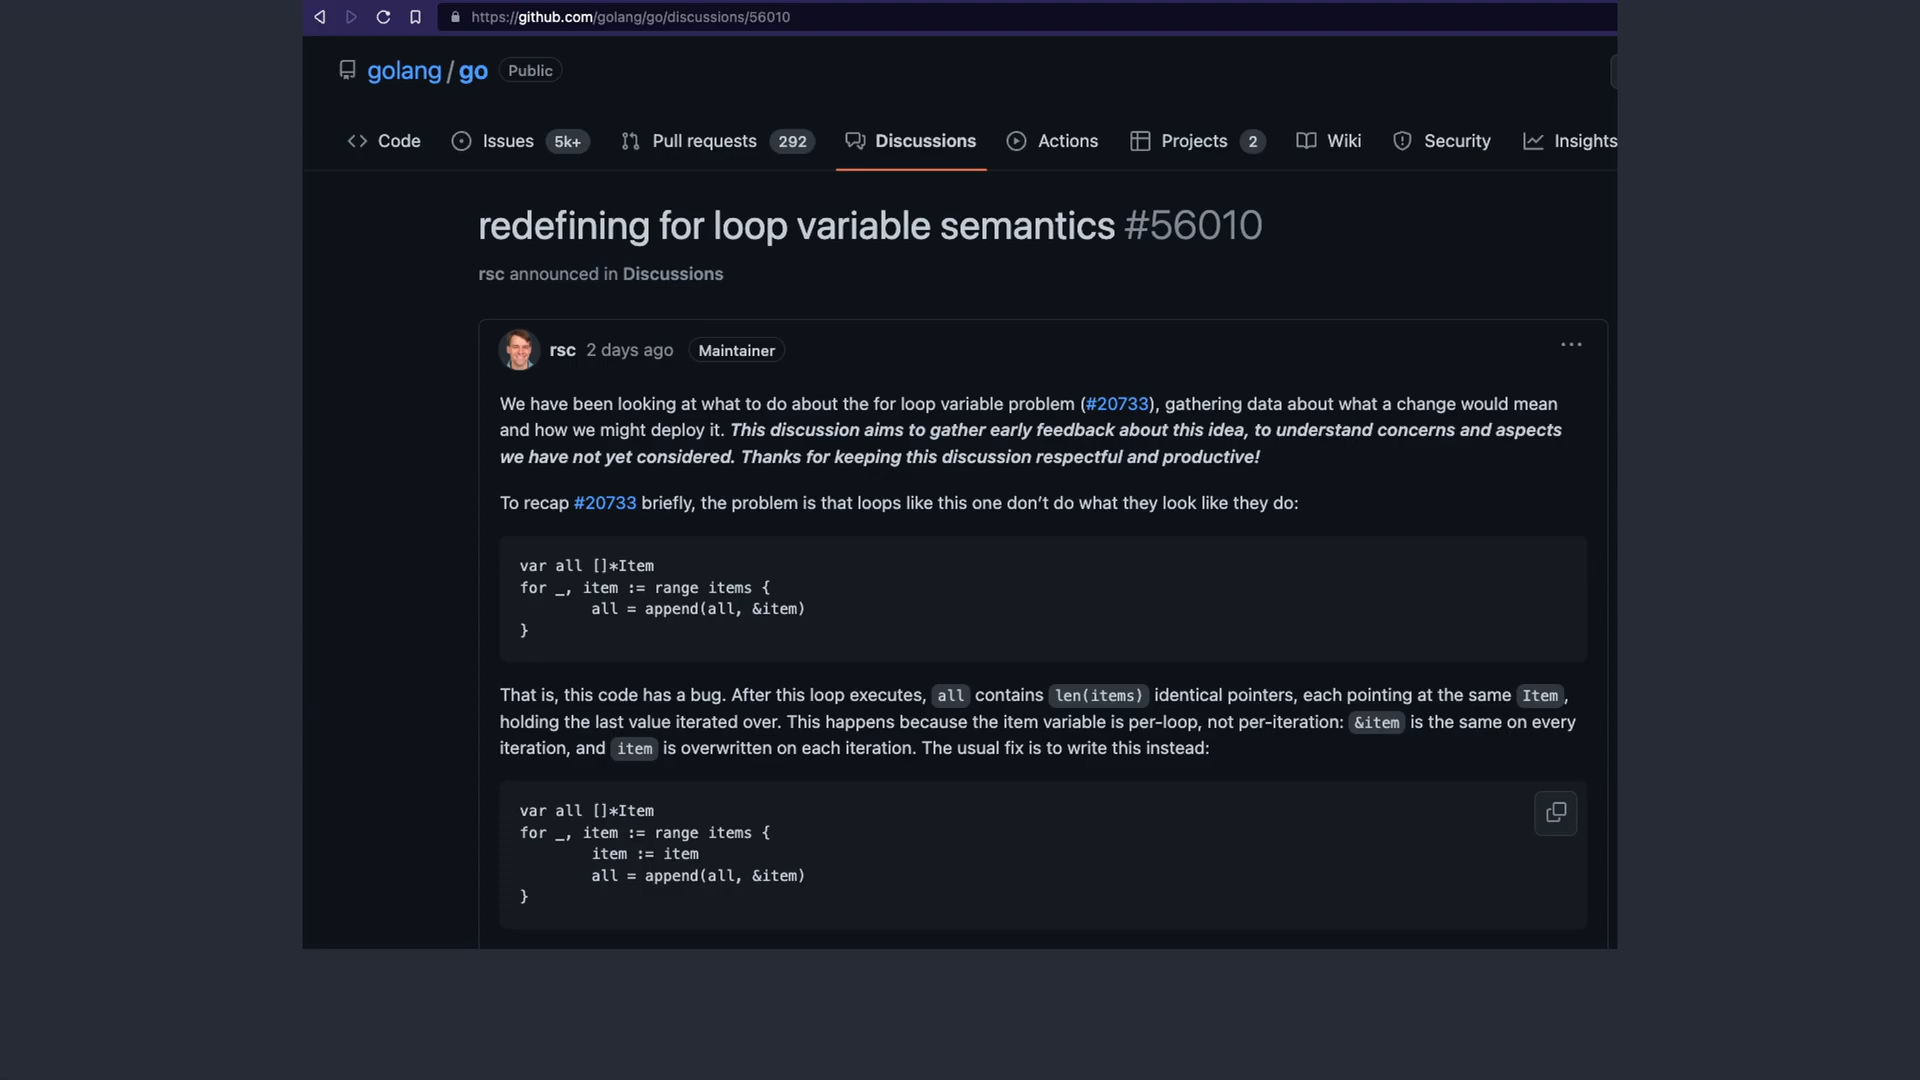 https://github.com/golang/go/discussions/56010
golang / go Public
Code Issues 5k+ Pull requests 292 Discussions Actions Projects 2 Wiki Security Insights
redefining for loop variable semantics #56010
rsc announced in Discussions
rsc 2 days ago Maintainer
We have been looking at what to do about the for loop variable problem (#20733), gathering data about what a change would mean
and how we might deploy it. This discussion aims to gather early feedback about this idea, to understand concerns and aspects
we have not yet considered. Thanks for keeping this discussion respectful and productive!
To recap #20733 briefly, the problem is that loops like this one don’t do what they look like they do:
var all []*Item
for _, item := range items {
        all = append(all, &item)
}
That is, this code has a bug. After this loop executes, all contains len(items) identical pointers, each pointing at the same Item,
holding the last value iterated over. This happens because the item variable is per-loop, not per-iteration: &item is the same on every
iteration, and item is overwritten on each iteration. The usual fix is to write this instead:
var all []*Item
for _, item := range items {
        item := item
        all = append(all, &item)
}